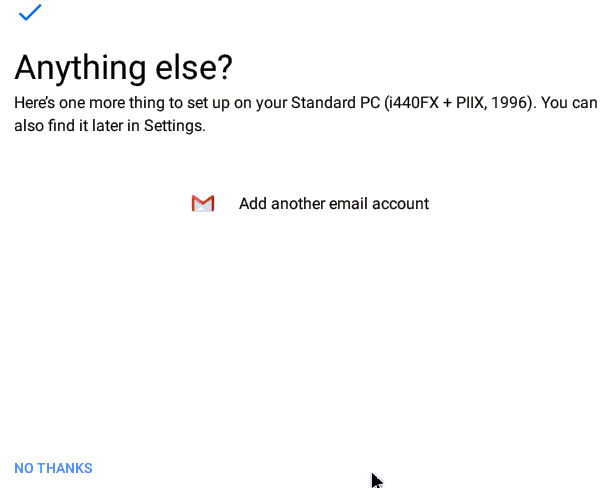 Anything else?
Here's one more thing to set up on your Standard PC (i440FX + PIIX, 1996). You can
also find it later in Settings.
Add another email account
NO THANKS